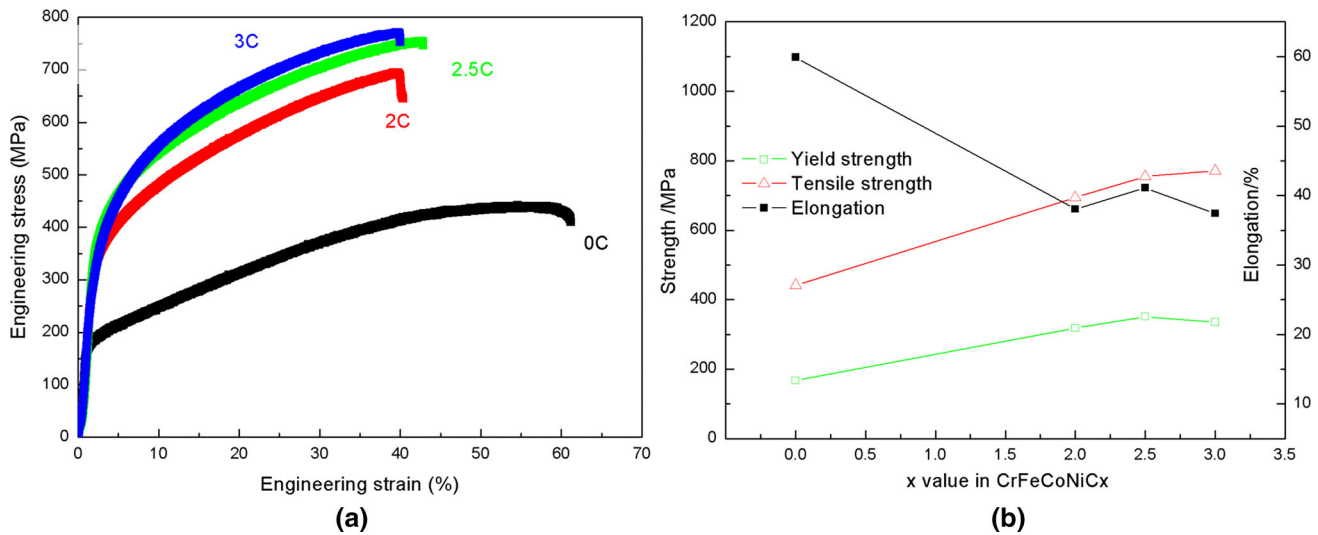 800
700
600
500
400
300
200
100
0
Engineering stress (MPa)
3C
2.5C
2C
0C
0 10 20 30 40 50 60 70
Engineering strain (%)
(a)
1200
1000
800
600
400
200
0
Strength /MPa
Yield strength
Tensile strength
Elongation
60
50
40
30
20
10
Elongation/%
0.0 0.5 1.0 1.5 2.0 2.5 3.0 3.5
x value in CrFeCoNiCx
(b)